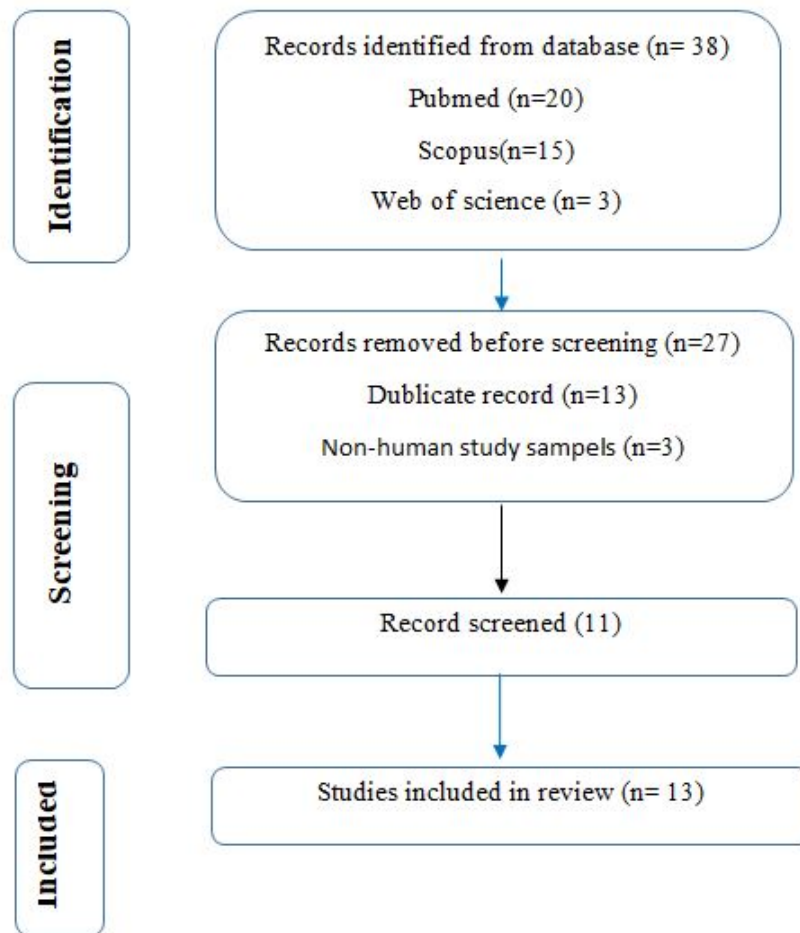 Identification
Records identified from database (n= 38)
Pubmed (n=20)
Scopus(n=15)
Web of science (n= 3)
Screening
Records removed before screening (n=27)
Dublicate record (n=13)
Non-human study sampels (n=3)
Record screened (11)
Included
Studies included in review (n= 13)